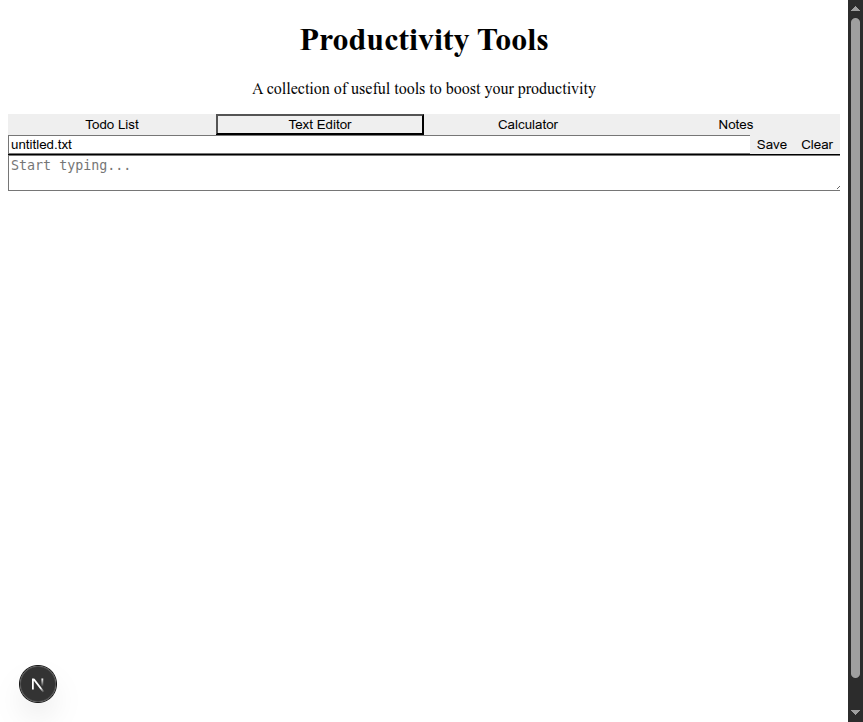 Productivity Tools
A collection of useful tools to boost your productivity
Todo List Text Editor Calculator Notes
untitled.txt Save Clear
Start typing...
N